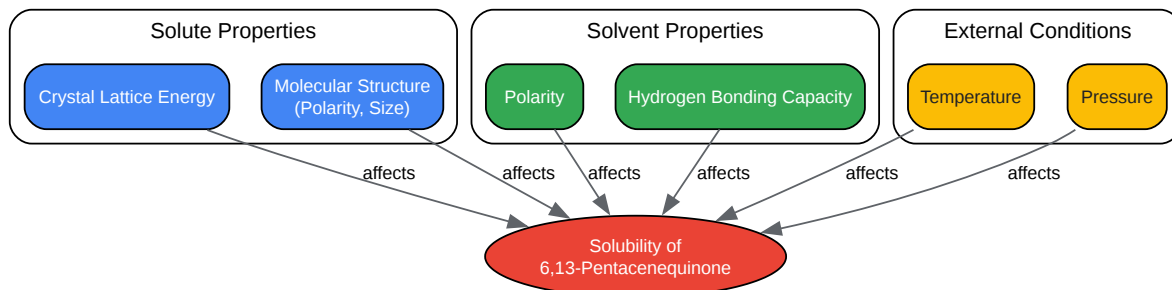 Solute Properties
Solvent Properties
External Conditions
Crystal Lattice Energy
Molecular Structure
(Polarity, Size)
Polarity
Hydrogen Bonding Capacity
Temperature
Pressure
affects
affects
affects
affects
affects
affects
Solubility of
6,13-Pentacenequinone